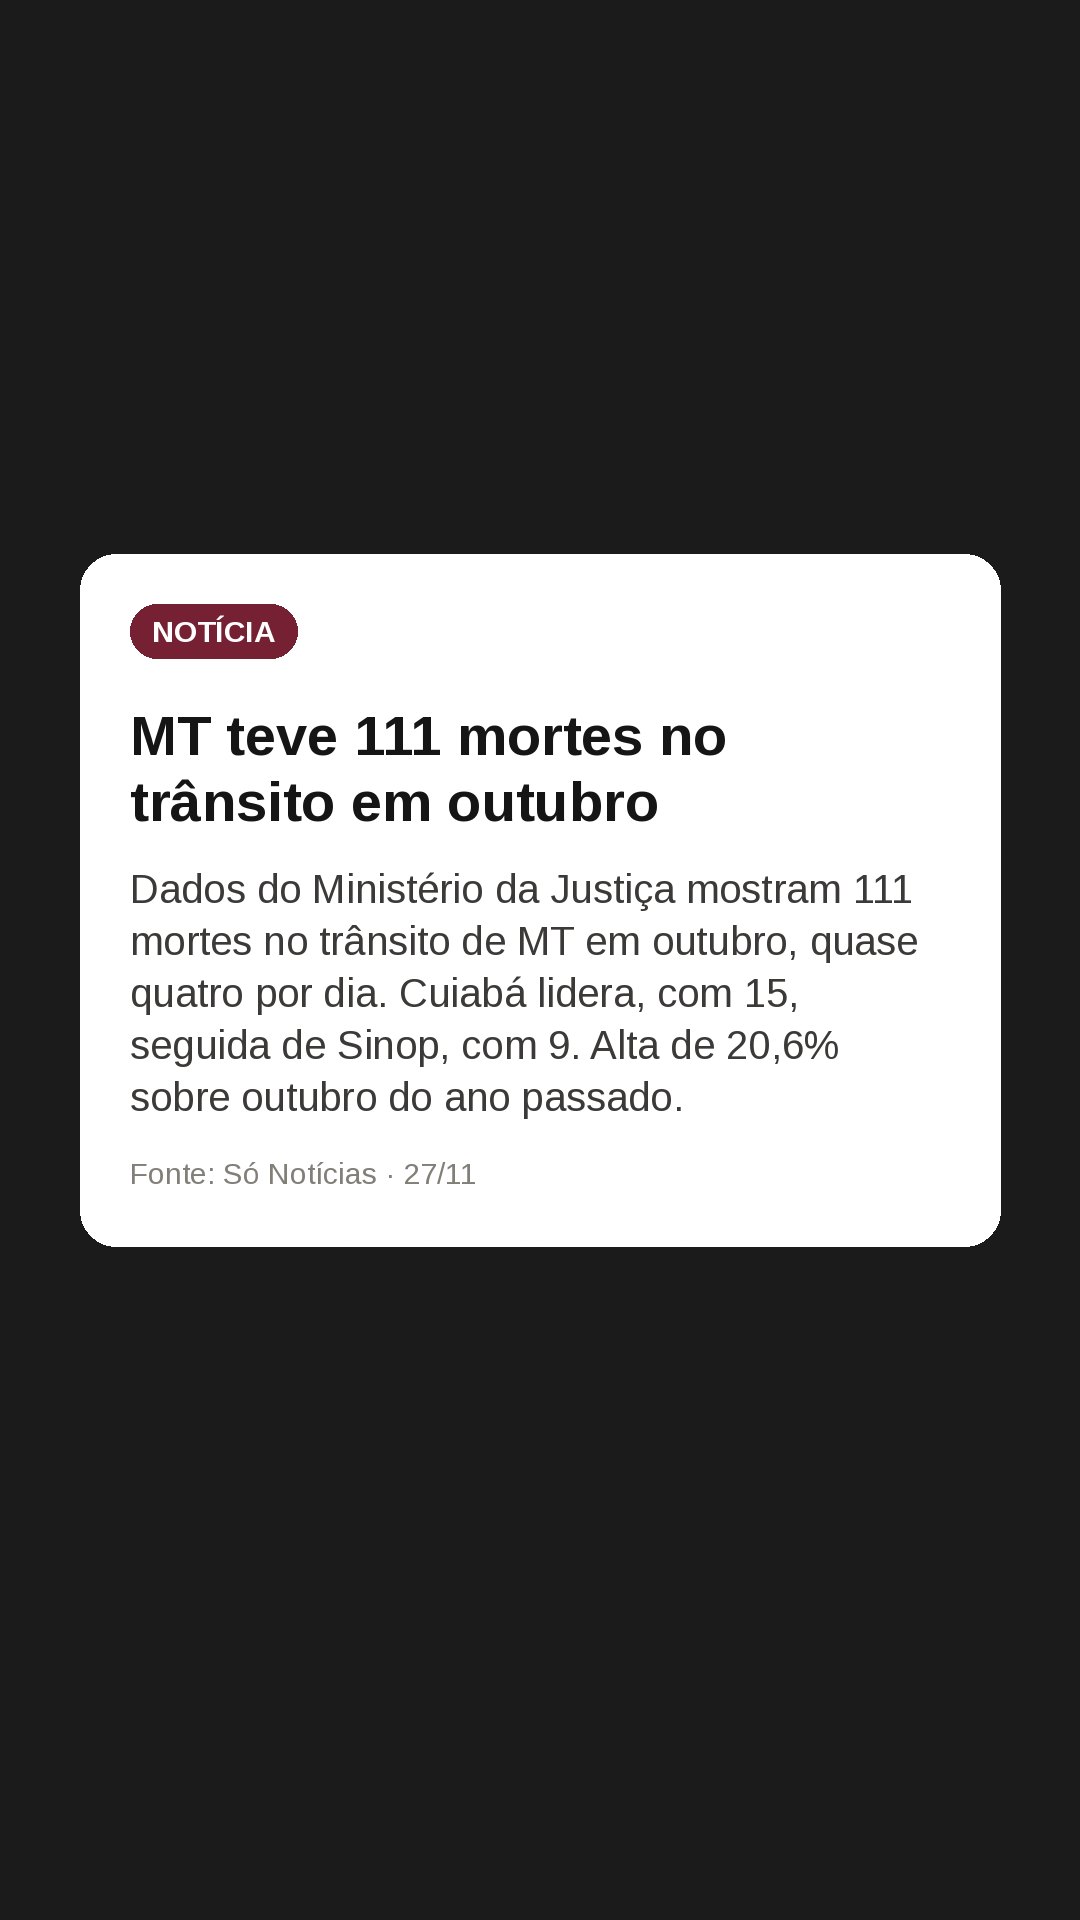 NOTÍCIA
MT teve 111 mortes no
trânsito em outubro
Dados do Ministério da Justiça mostram 111
mortes no trânsito de MT em outubro, quase
quatro por dia. Cuiabá lidera, com 15,
seguida de Sinop, com 9. Alta de 20,6%
sobre outubro do ano passado.
Fonte: Só Notícias · 27/11